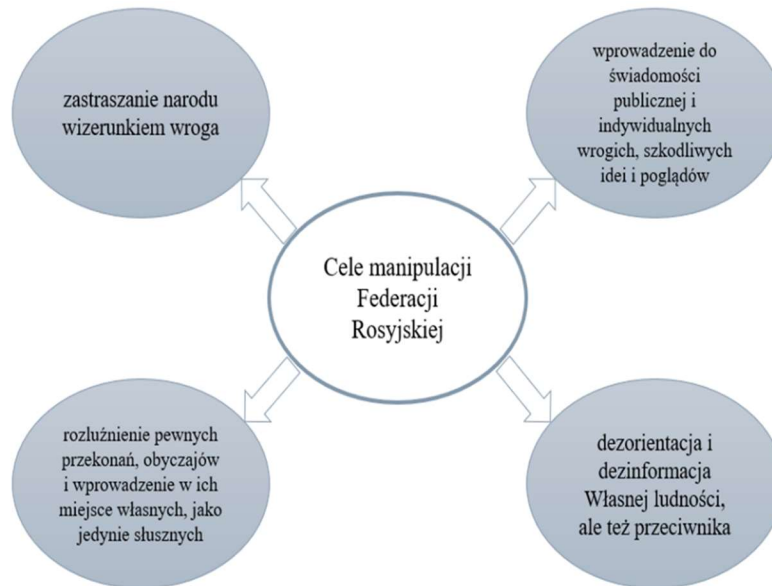 zastraszanie narodu
wizerunkiem wroga
wprowadzenie do
świadomości
publicznej i
indywidualnych
wrogich, szkodliwych
idei i poglądów
Cele manipulacji
Federacji
Rosyjskiej
rozluźnienie pewnych
przekonań, obyczajów
i wprowadzenie w ich
miejsce własnych, jako
jedynie słusznych
dezorientacja i
dezinformacja
Własnej ludności,
ale też przeciwnika